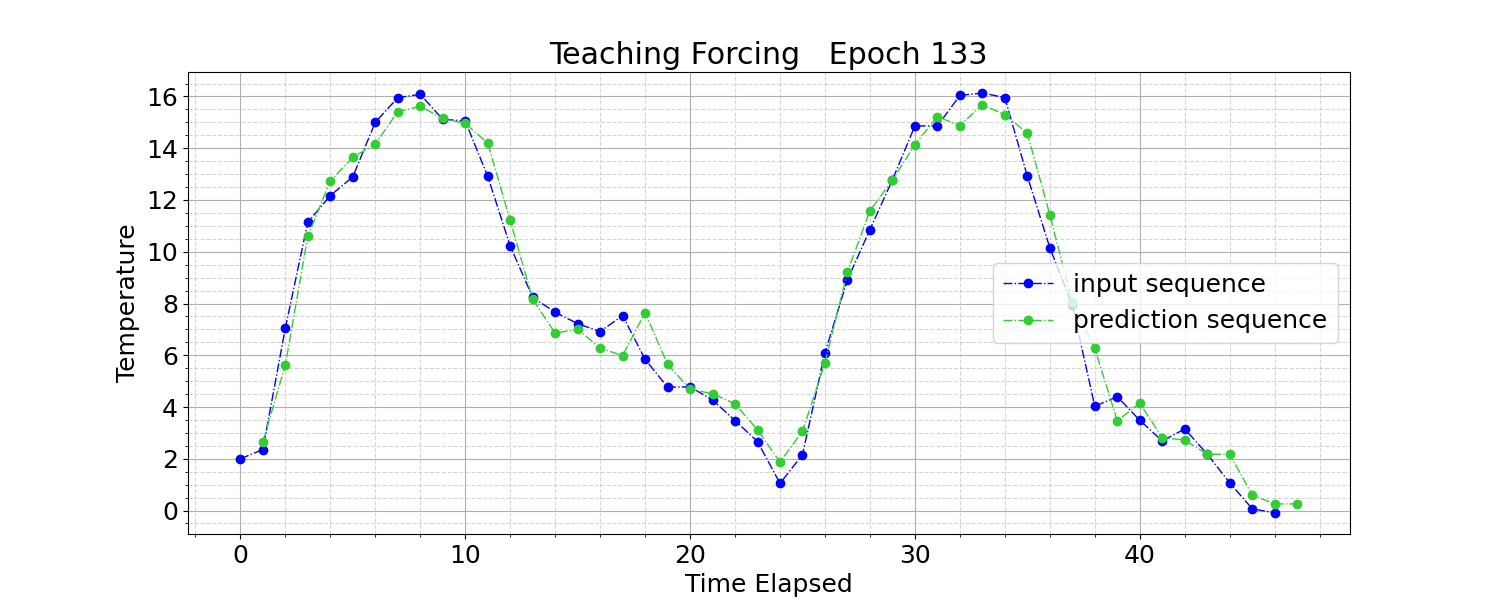 Teaching Forcing   Epoch 133
Temperature
16
14
12
10
8
6
4
2
0
input sequence
prediction sequence
0 10 20 30 40
Time Elapsed